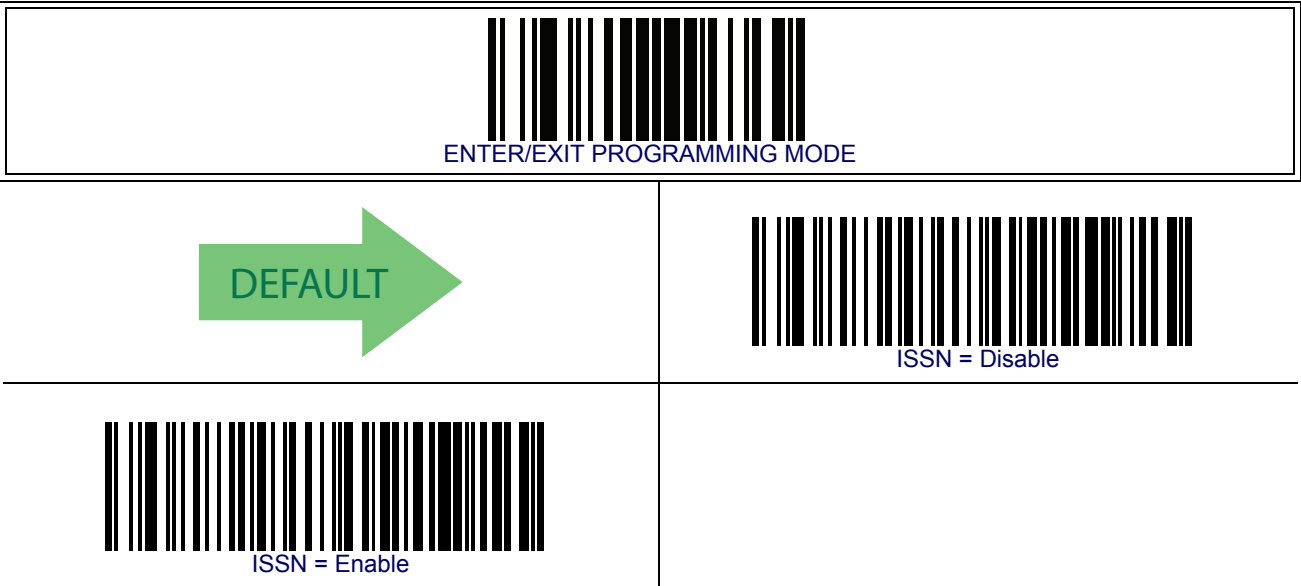 ENTER/EXIT PROGRAMMING MODE
DEFAULT
ISSN = Disable
ISSN = Enable